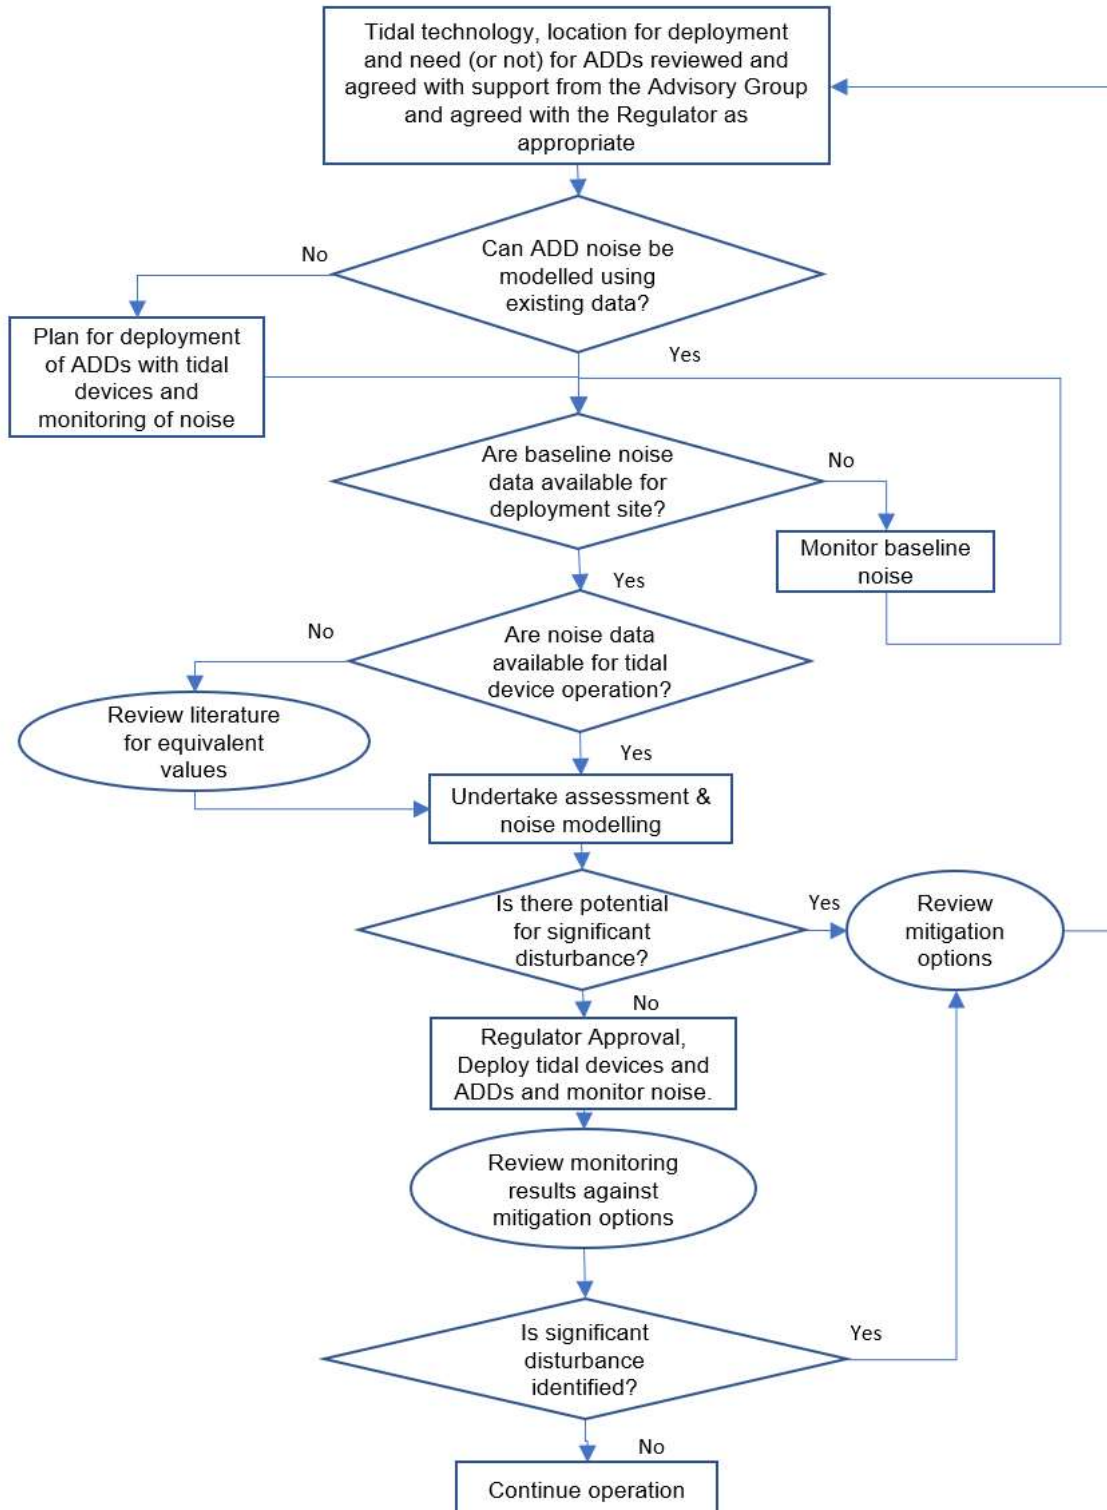 Tidal technology, location for deployment
and need (or not) for ADDs reviewed and
agreed with support from the Advisory Group
and agreed with the Regulator as
appropriate
No
Can ADD noise be
modelled using
existing data?
Yes
Plan for deployment
of ADDs with tidal
devices and
monitoring of noise
Are baseline noise
data available for
deployment site?
No
Monitor baseline
noise
Yes
No
Are noise data
available for tidal
device operation?
Review literature
for equivalent
values
Yes
Undertake assessment &
noise modelling
Is there potential
for significant
disturbance?
Yes
Review
mitigation
options
No
Regulator Approval,
Deploy tidal devices and
ADDs and monitor noise.
Review monitoring
results against
mitigation options
Is significant
disturbance
identified?
Yes
No
Continue operation